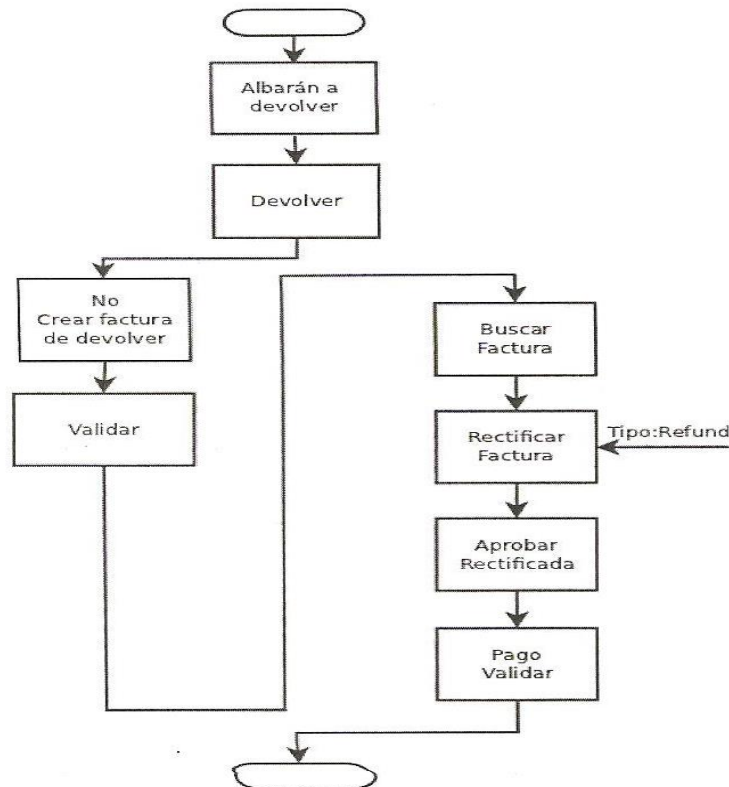 Albarán a
devolver
Devolver
No
Crear factura
de devolver
Validar
Buscar
Factura
Rectificar
Factura
Tipo:Refund
Aprobar
Rectificada
Pago
Validar